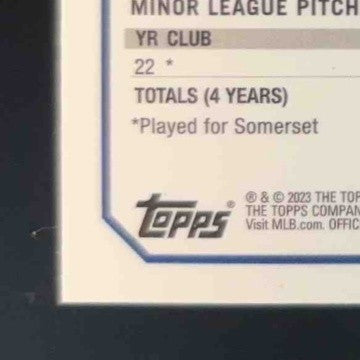 MINOR LEAGUE PITCH
YR CLUB
22 *
TOTALS (4 YEARS)
*Played for Somerset
Topps®
® & © 2023 THE TOP
THE TOPPS COMPAN
Visit MLB.com. OFFIC